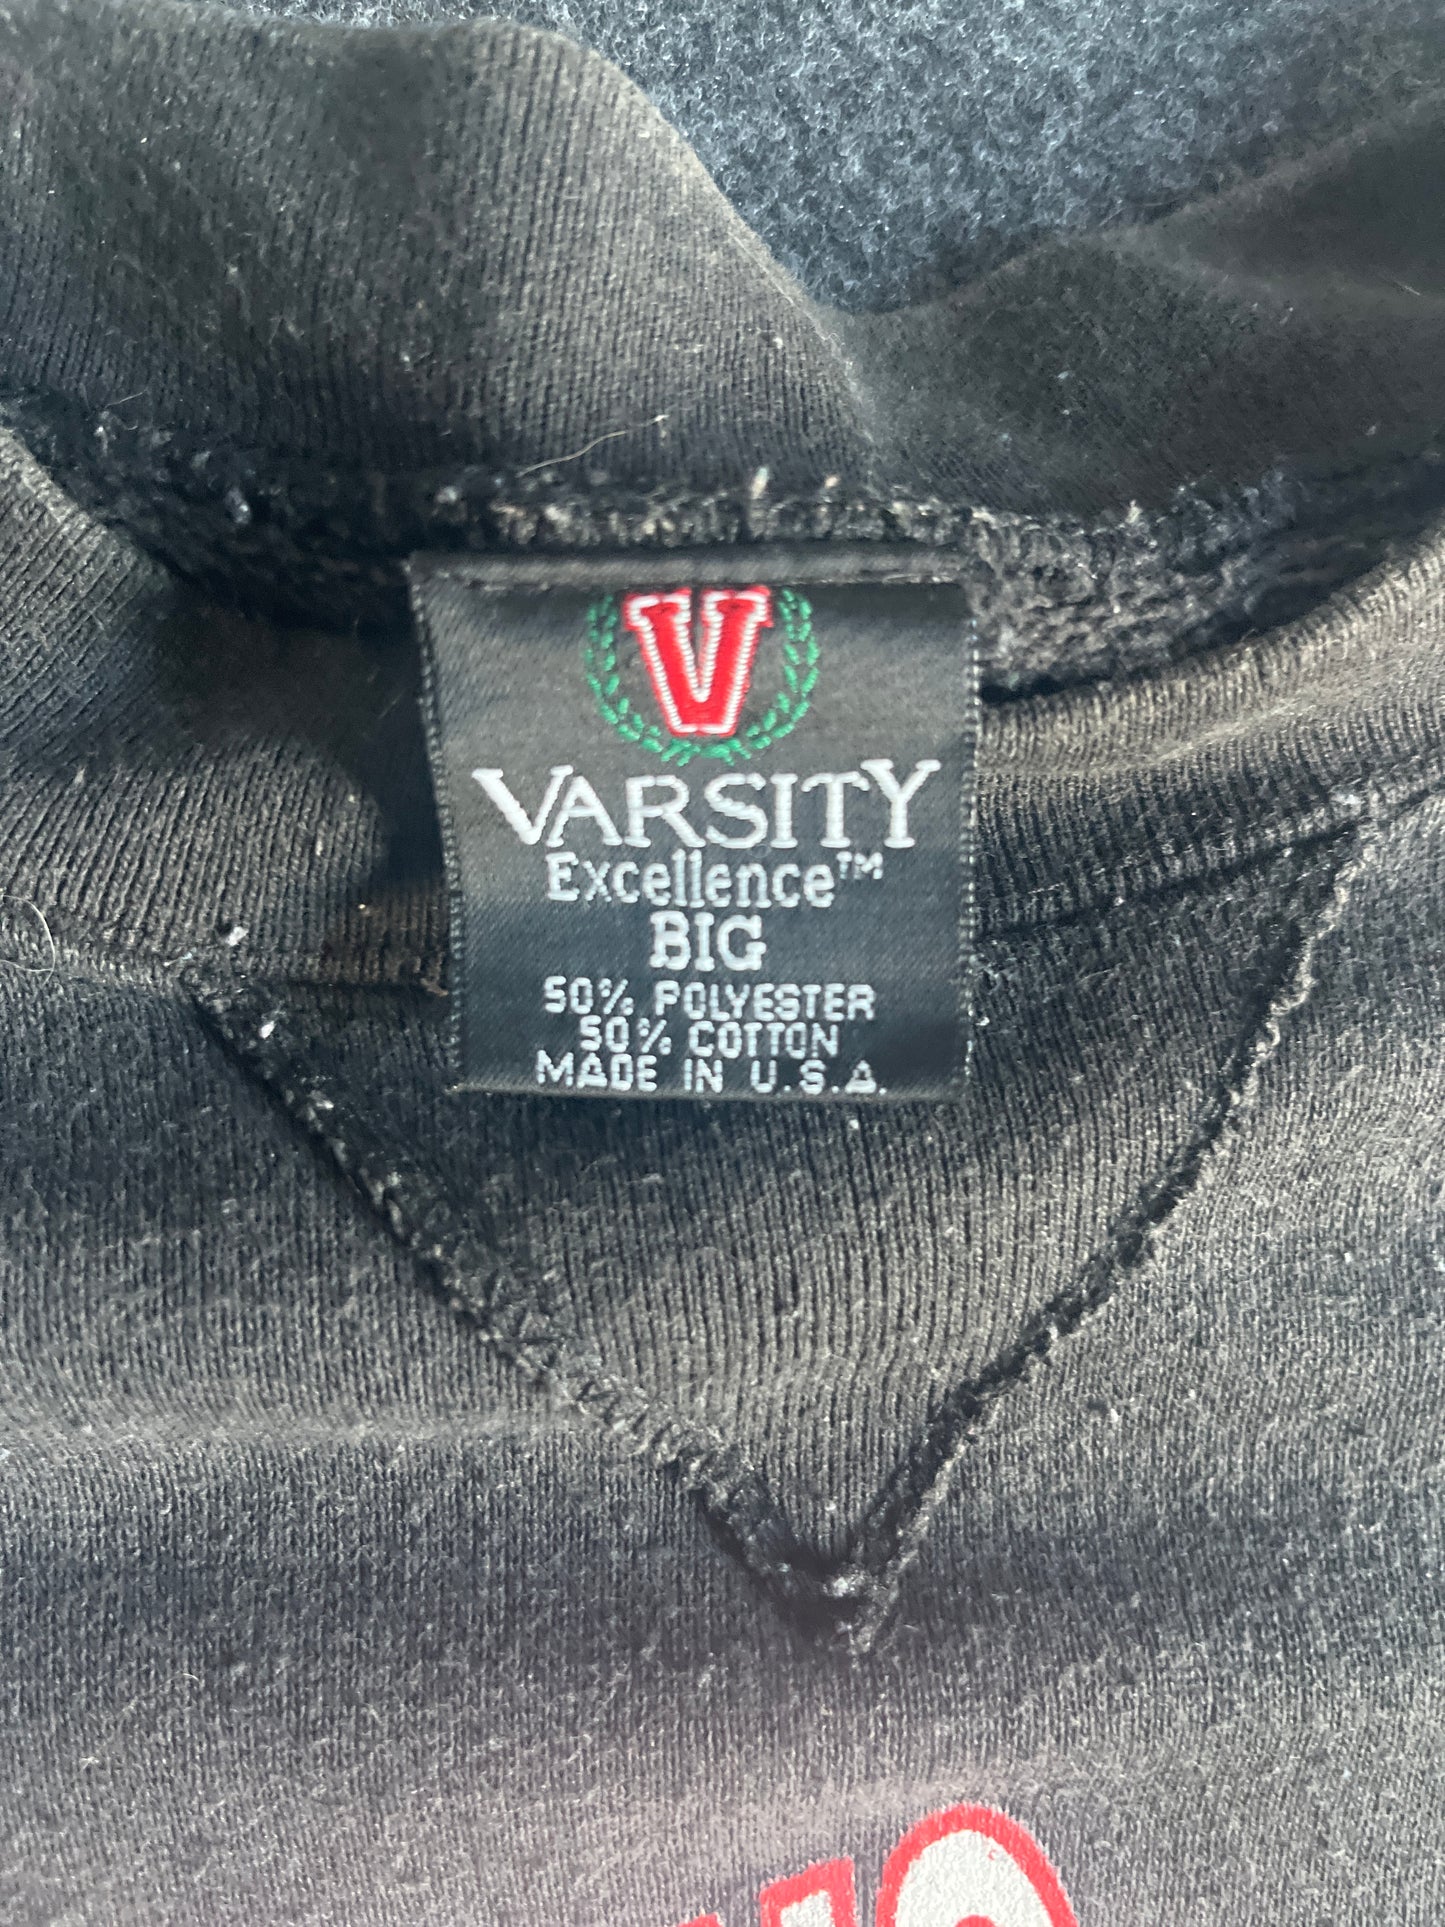 V
VARSITY
Excellence™
BIG
50% POLYESTER
50% COTTON
MADE IN U.S.A.